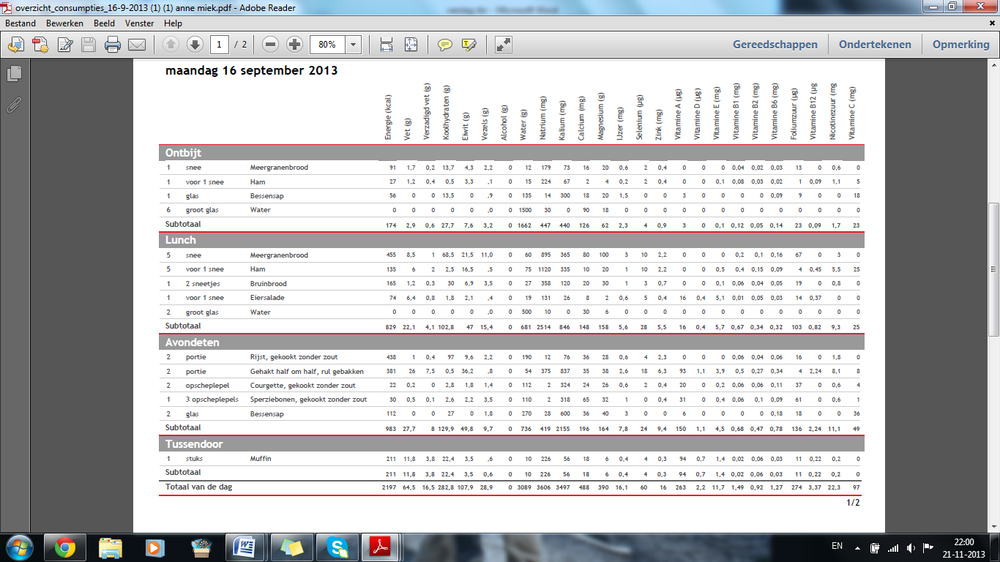 overzicht_consumpties_16-9-2013 (1) (1) anne miek.pdf - Adobe Reader
Bestand Bewerken Beeld Venster Help
1 / 2 80% Gereedschappen Ondertekenen Opmerking
maandag 16 september 2013
Energie (kcal) Vet (g) Verzadigd vet (g) Koolhydraten (g) Eiwit (g) Vezels (g) Alcohol (g) Water (g) Natrium (mg) Kalium (mg) Calcium (mg) Magnesium (g) IJzer (mg) Selenium (µg) Zink (mg) Vitamine A (µg) Vitamine D (µg) Vitamine E (mg) Vitamine B1 (mg) Vitamine B2 (mg) Vitamine B6 (mg) Foliumzuur (µg) Vitamine B12 (µg Nicotinezuur (mg Vitamine C (mg)
Ontbijt
1 snee Meergranenbrood 91 1,7 0,2 13,7 4,3 2,2 0 12 179 73 16 20 0,6 2 0,4 0 0 0 0,04 0,02 0,03 13 0 0,6 0
1 voor 1 snee Ham 27 1,2 0,4 0,5 3,3 ,1 0 15 224 67 2 4 0,2 2 0,4 0 0 0,1 0,08 0,03 0,02 1 0,09 1,1 5
1 glas Bessensap 56 0 0 13,5 0 ,9 0 135 14 300 18 20 1,5 0 0 3 0 0 0 0 0,09 9 0 0 18
6 groot glas Water 0 0 0 0 0 ,0 0 1500 30 0 90 18 0 0 0 0 0 0 0 0 0 0 0 0 0
Subtotaal 174 2,9 0,6 27,7 7,6 3,2 0 1662 447 440 126 62 2,3 4 0,9 3 0 0,1 0,12 0,05 0,14 23 0,09 1,7 23
Lunch
5 snee Meergranenbrood 455 8,5 1 68,5 21,5 11,0 0 60 895 365 80 100 3 10 2,2 0 0 0 0,2 0,1 0,16 67 0 3 0
5 voor 1 snee Ham 135 6 2 2,5 16,5 ,5 0 75 1120 335 10 20 1 10 2,2 0 0 0,5 0,4 0,15 0,09 4 0,45 5,5 25
1 2 sneetjes Bruinbrood 165 1,2 0,3 30 6,9 3,5 0 27 358 120 20 30 1 3 0,7 0 0 0,1 0,06 0,04 0,05 19 0 0,8 0
1 voor 1 snee Eiersalade 74 6,4 0,8 1,8 2,1 ,4 0 19 131 26 8 2 0,6 5 0,4 16 0,4 5,1 0,01 0,05 0,03 14 0,37 0 0
2 groot glas Water 0 0 0 0 0 ,0 0 500 10 0 30 6 0 0 0 0 0 0 0 0 0 0 0 0 0
Subtotaal 829 22,1 4,1 102,8 47 15,4 0 681 2514 846 148 158 5,6 28 5,5 16 0,4 5,7 0,67 0,34 0,32 103 0,82 9,3 25
Avondeten
2 portie Rijst, gekookt zonder zout 438 1 0,4 97 9,6 2,2 0 190 12 76 36 28 0,6 4 2,3 0 0 0 0,06 0,04 0,06 16 0 1,8 0
2 portie Gehakt half om half, rul gebakken 381 26 7,5 0,5 36,2 ,8 0 54 375 837 35 38 2,6 18 6,3 93 1,1 3,9 0,5 0,27 0,34 4 2,24 8,1 8
2 opscheplepel Courgette, gekookt zonder zout 22 0,2 0 2,8 1,8 1,4 0 112 2 324 24 26 0,6 2 0,4 20 0 0,2 0,06 0,06 0,11 37 0 0,6 4
1 3 opscheplepels Sperziebonen, gekookt zonder zout 30 0,5 0,1 2,6 2,2 3,5 0 110 2 318 65 32 1 0 0,4 31 0 0,4 0,06 0,1 0,09 61 0 0,6 1
2 glas Bessensap 112 0 0 27 0 1,8 0 270 28 600 36 40 3 0 0 6 0 0 0 0 0,18 18 0 0 36
Subtotaal 983 27,7 8 129,9 49,8 9,7 0 736 419 2155 196 164 7,8 24 9,4 150 1,1 4,5 0,68 0,47 0,78 136 2,24 11,1 49
Tussendoor
1 stuks Muffin 211 11,8 3,8 22,4 3,5 ,6 0 10 226 56 18 6 0,4 4 0,3 94 0,7 1,4 0,02 0,06 0,03 11 0,22 0,2 0
Subtotaal 211 11,8 3,8 22,4 3,5 0,6 0 10 226 56 18 6 0,4 4 0,3 94 0,7 1,4 0,02 0,06 0,03 11 0,22 0,2 0
Totaal van de dag 2197 64,5 16,5 282,8 107,9 28,9 0 3089 3606 3497 488 390 16,1 60 16 263 2,2 11,7 1,49 0,92 1,27 274 3,37 22,3 97
1/2
EN 22:00
21-11-2013